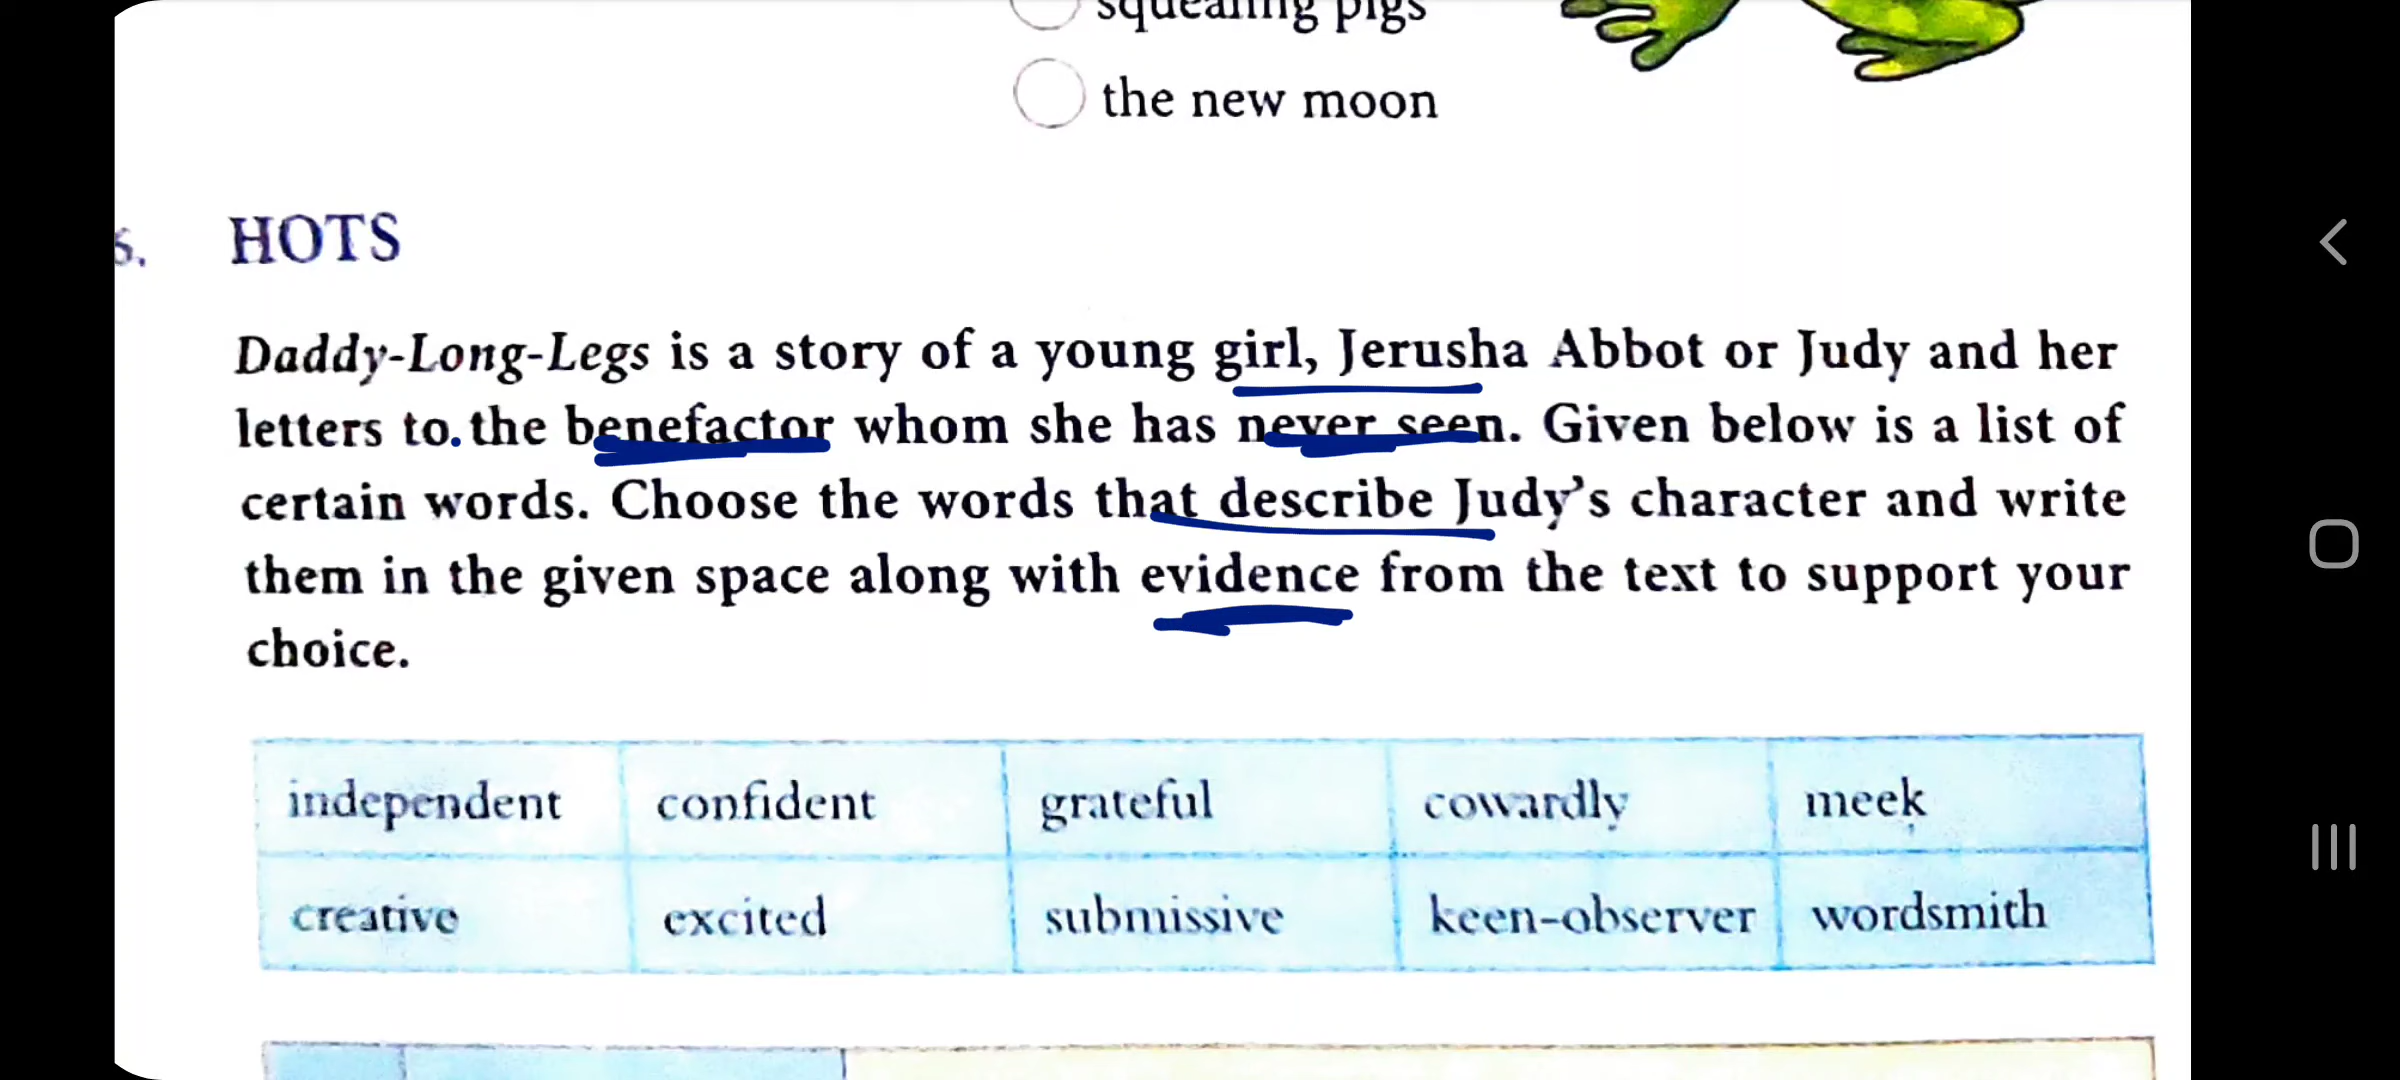 squealing pigs
the new moon
6. HOTS
Daddy-Long-Legs is a story of a young girl, Jerusha Abbot or Judy and her
letters to the benefactor whom she has never seen. Given below is a list of
certain words. Choose the words that describe Judy's character and write
them in the given space along with evidence from the text to support your
choice.
independent confident grateful cowardly meek
creative excited submissive keen-observer wordsmith